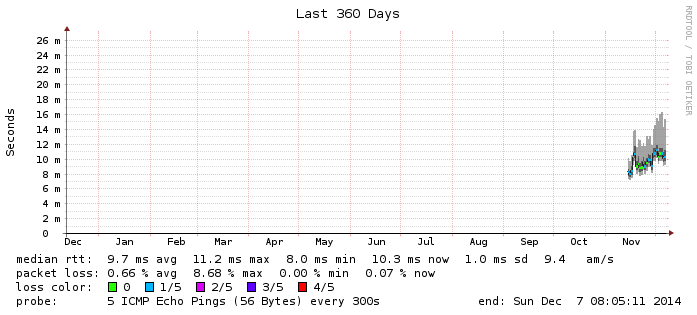 Last 360 Days
RRDTOOL / TOBI OETIKER
Seconds
26 m
24 m
22 m
20 m
18 m
16 m
14 m
12 m
10 m
8 m
6 m
4 m
2 m
0
Dec Jan Feb Mar Apr May Jun Jul Aug Sep Oct Nov
median rtt: 9.7 ms avg 11.2 ms max 8.0 ms min 10.3 ms now 1.0 ms sd 9.4 am/s
packet loss: 0.66 % avg 8.68 % max 0.00 % min 0.07 % now
loss color: 0 1/5 2/5 3/5 4/5
probe: 5 ICMP Echo Pings (56 Bytes) every 300s end: Sun Dec 7 08:05:11 2014